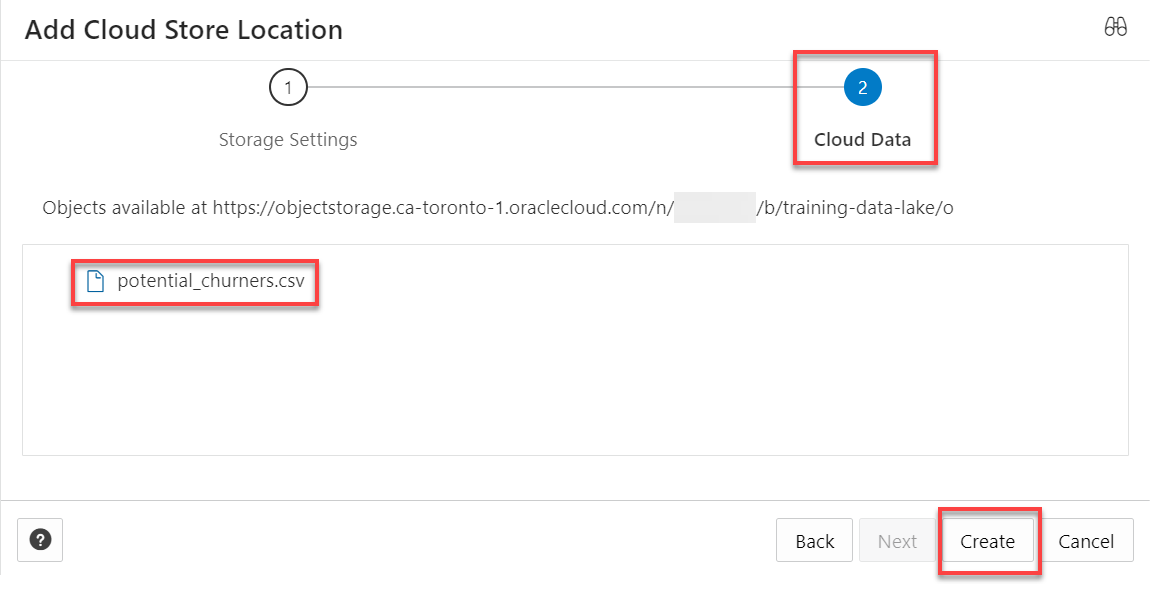 Add Cloud Store Location
1
2
Storage Settings
Cloud Data
Objects available at https://objectstorage.ca-toronto-1.oraclecloud.com/n/ /b/training-data-lake/o
potential_churners.csv
?
Back
Next
Create
Cancel